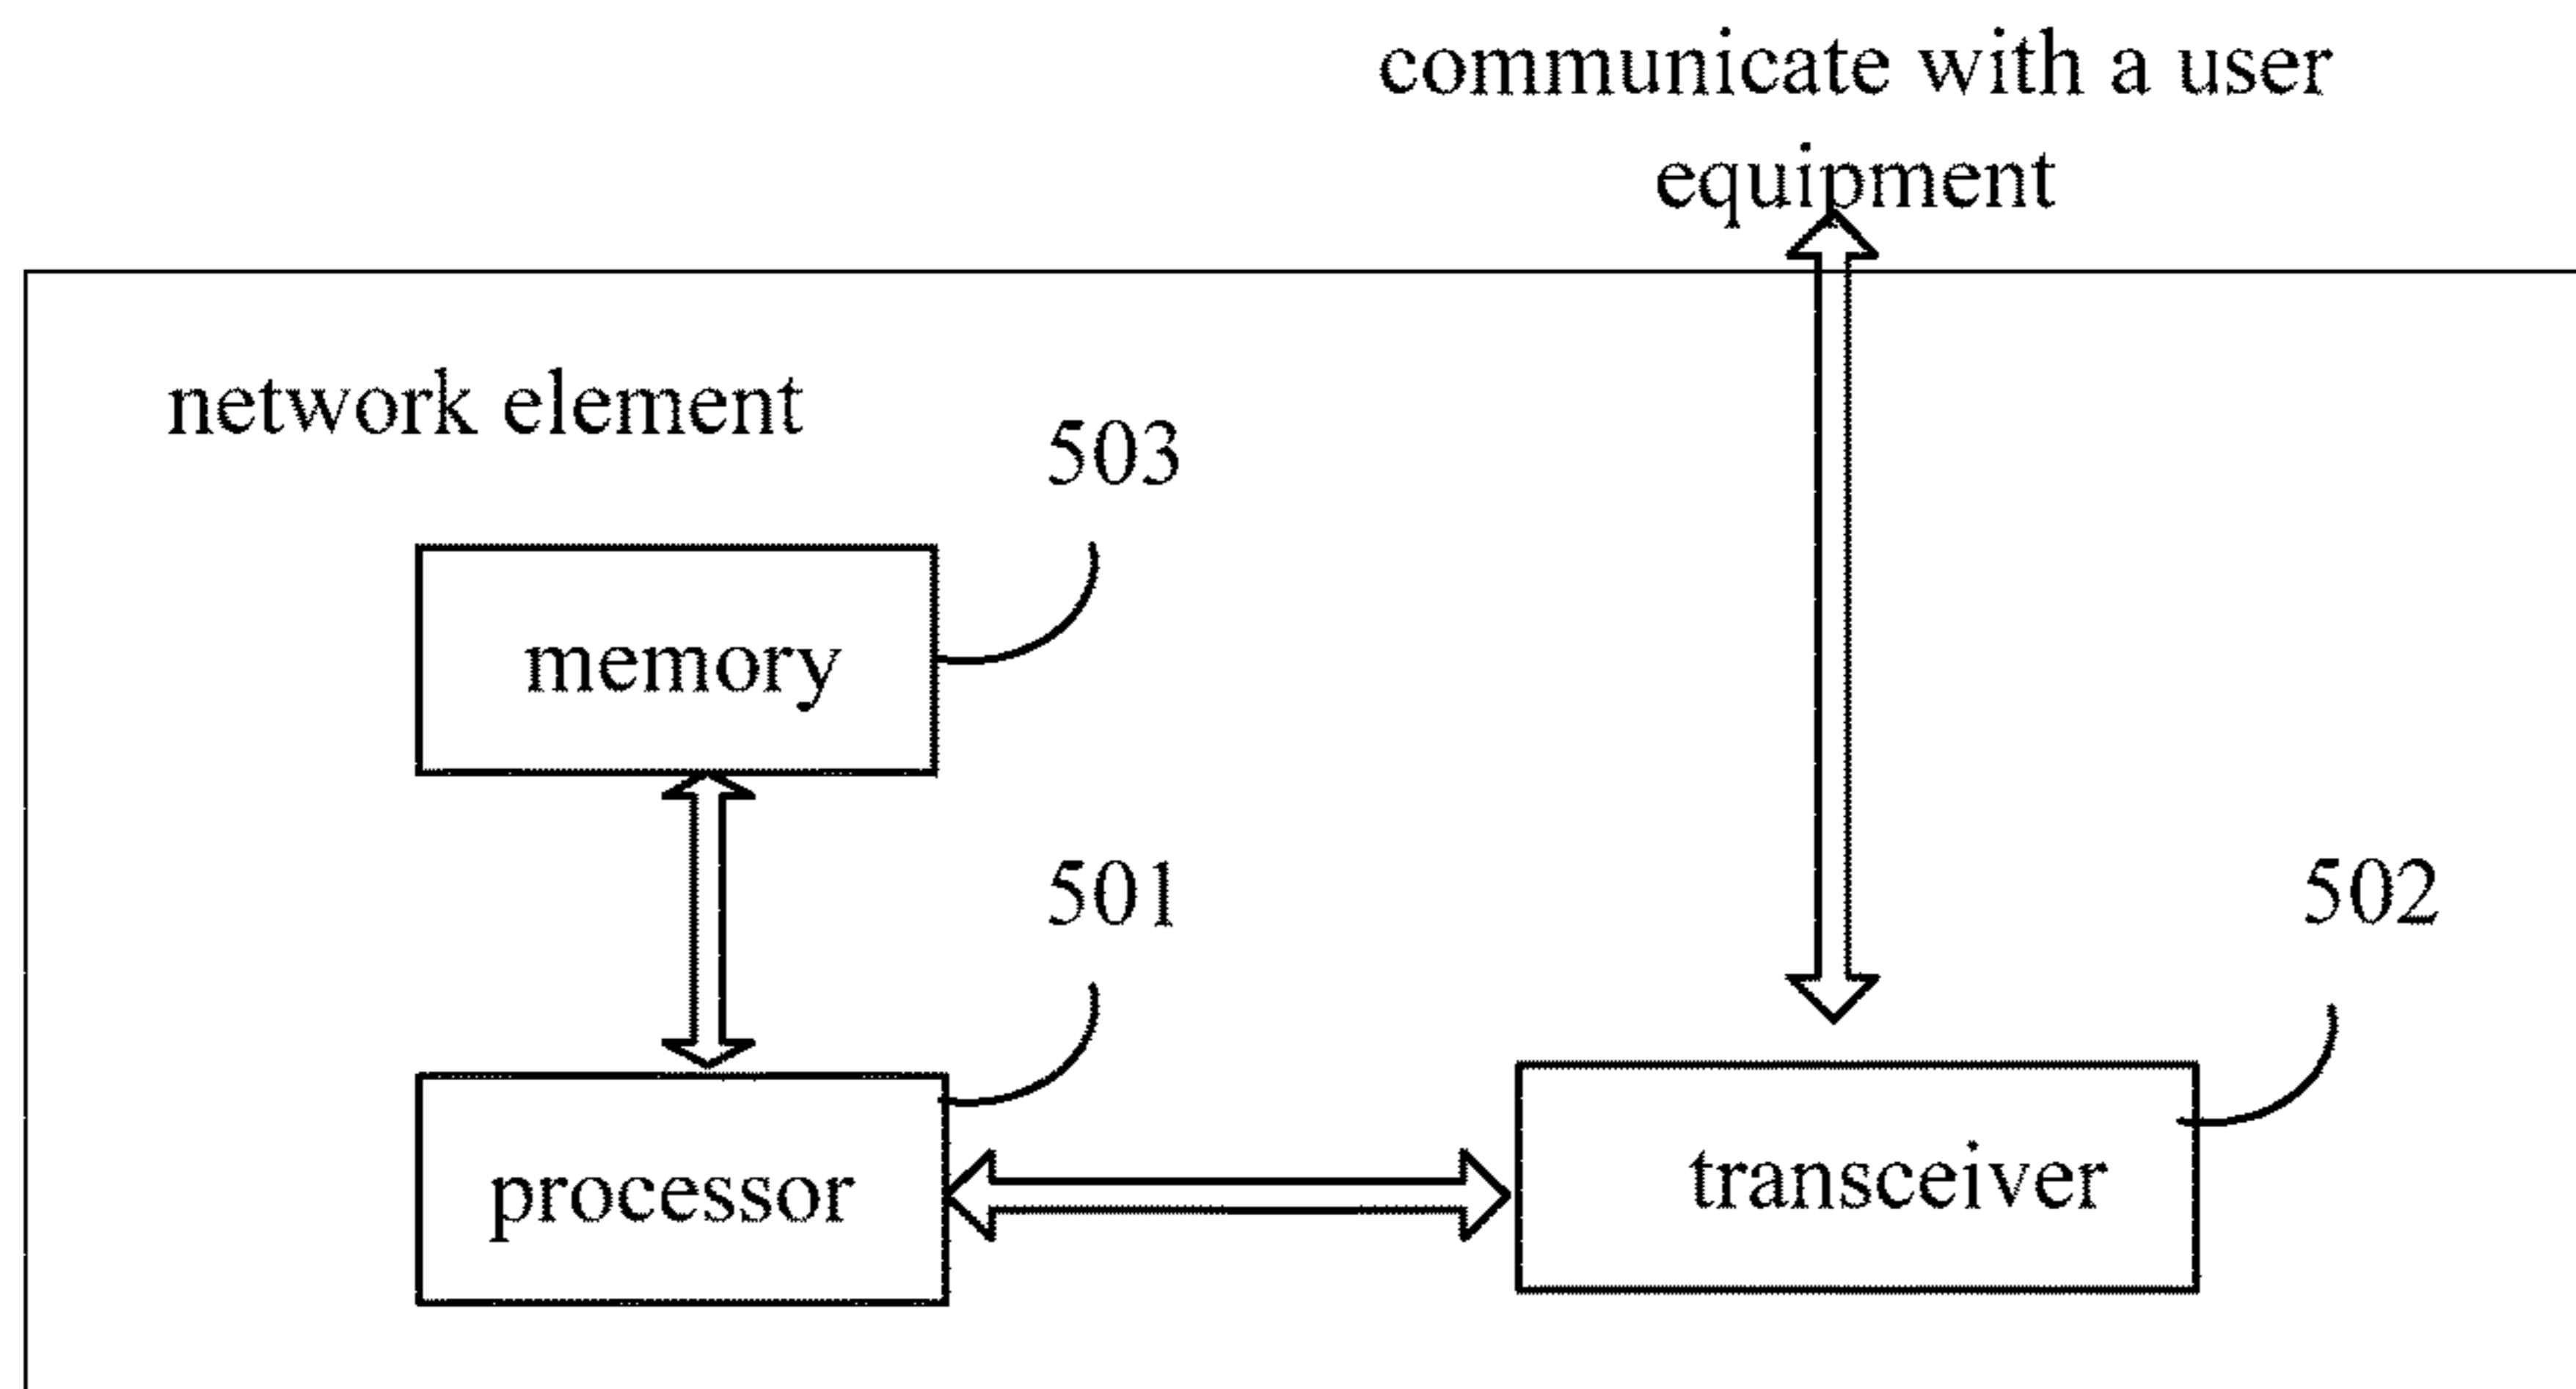 communicate with a user
equipment
network element
503
memory
501
502
processor
transceiver